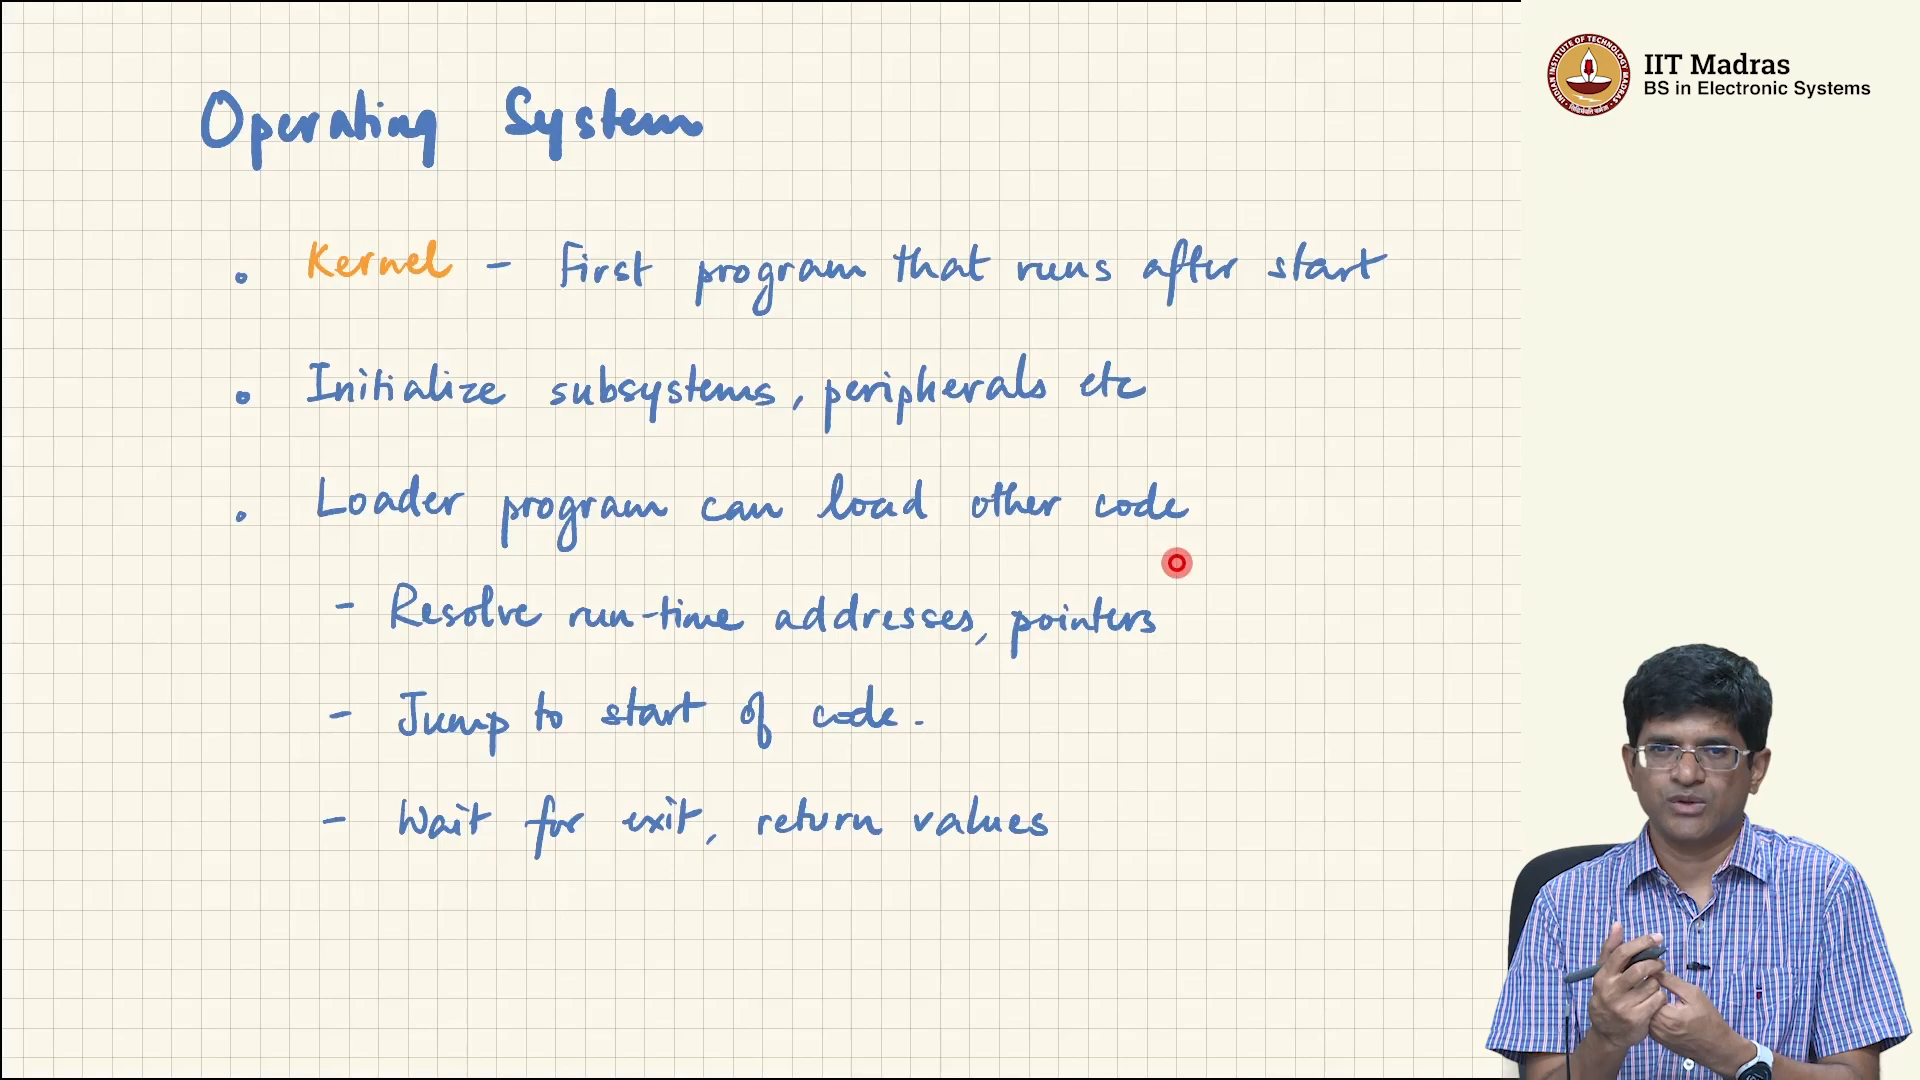 Operating System
IIT Madras
BS in Electronic Systems
• Kernel - First program that runs after start
• Initialize subsystems, peripherals etc
• Loader program can load other code
- Resolve run-time addresses, pointers
- Jump to start of code.
- Wait for exit, return values